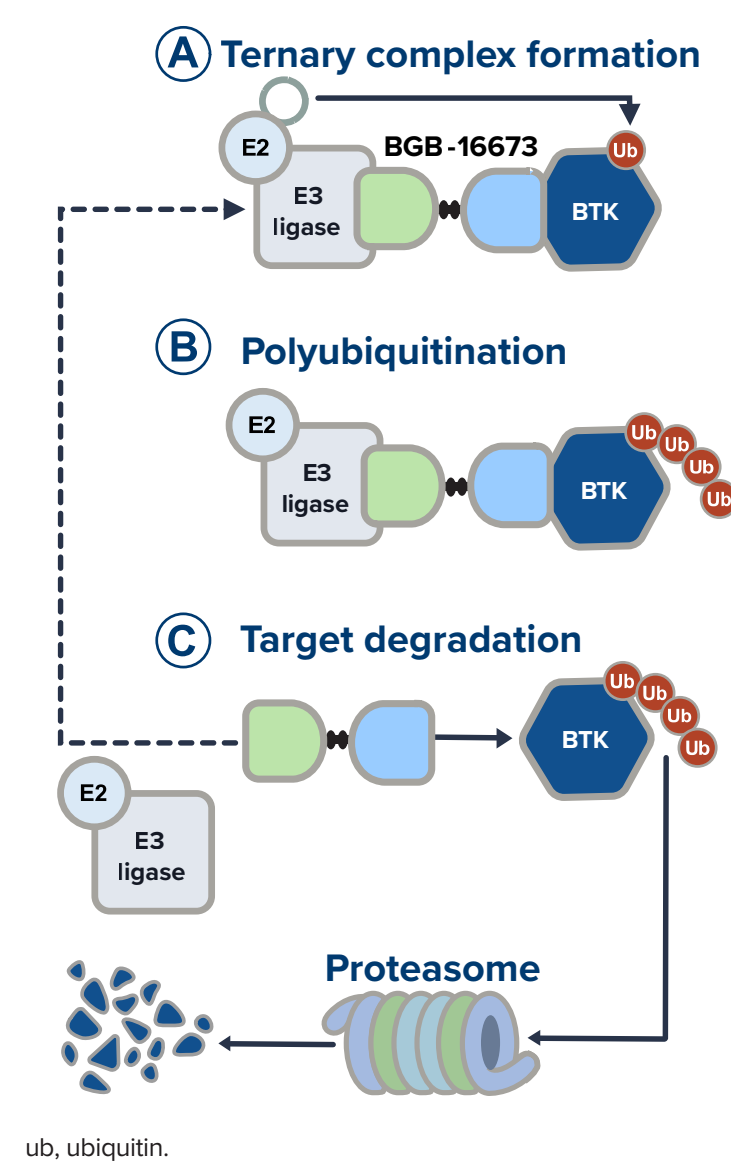 A Ternary complex formation
E2
BGB-16673
Ub
E3
ligase
BTK
B Polyubiquitination
E2
Ub
Ub
Ub
Ub
E3
ligase
BTK
C Target degradation
Ub
Ub
Ub
Ub
BTK
E2
E3
ligase
Proteasome
ub, ubiquitin.